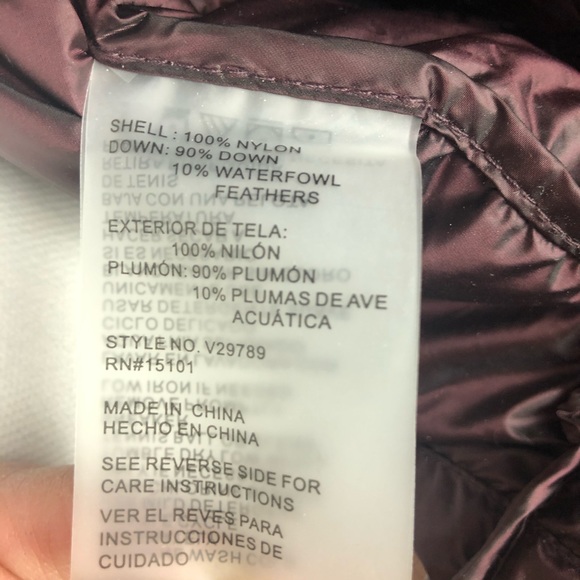 SHELL : 100% NYLON
DOWN: 90% DOWN
10% WATERFOWL
FEATHERS
EXTERIOR DE TELA:
100% NILÓN
PLUMÓN: 90% PLUMÓN
10% PLUMAS DE AVE
ACUÁTICA
STYLE NO. V29789
RN#15101
MADE IN CHINA
HECHO EN CHINA
SEE REVERSE SIDE FOR
CARE INSTRUCTIONS
VER EL REVES PARA
INSTRUCCIONES DE
CUIDADO